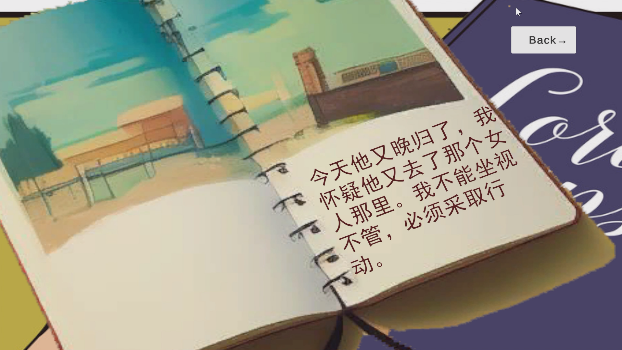 Back→
今天他又晚归了，我
怀疑他又去了那个女
人那里。我不能坐视
不管，必须采取行
动。